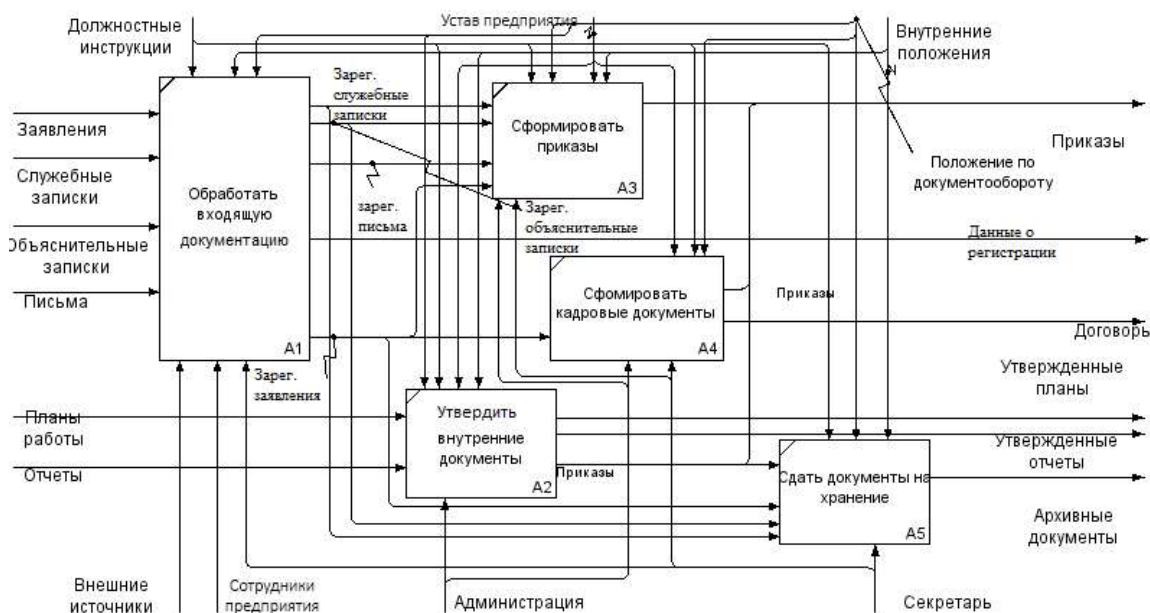 Должностные
инструкции
Устав предприятия
Внутренние
положения
Зарег.
служебные
записки
Заявления
Служебные
записки
Объяснительные
записки
Письма
Обработать
входящую
документацию
A1
Сформировать
приказы
A3
Приказы
Положение по
документообороту
зарег.
письма
Зарег.
объяснительные
записки
Данные о
регистрации
Сфомировать
кадровые документы
A4
Приказы
Договорь
Зарег.
заявления
Утвержденные
планы
Планы
работы
Отчеты
Утвердить
внутренние
документы
A2
Приказы
Утвержденные
отчеты
Сдать документы на
хранение
A5
Архивные
документы
Внешние
источники
Сотрудники
предприятия
Администрация
Секретарь